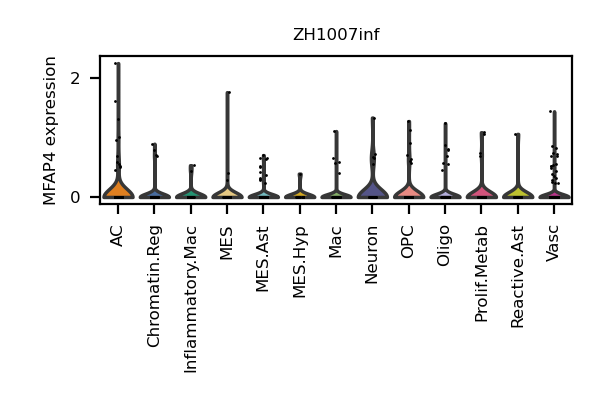 ZH1007inf
MFAP4 expression
2
0
AC
Chromatin.Reg
Inflammatory.Mac
MES
MES.Ast
MES.Hyp
Mac
Neuron
OPC
Oligo
Prolif.Metab
Reactive.Ast
Vasc